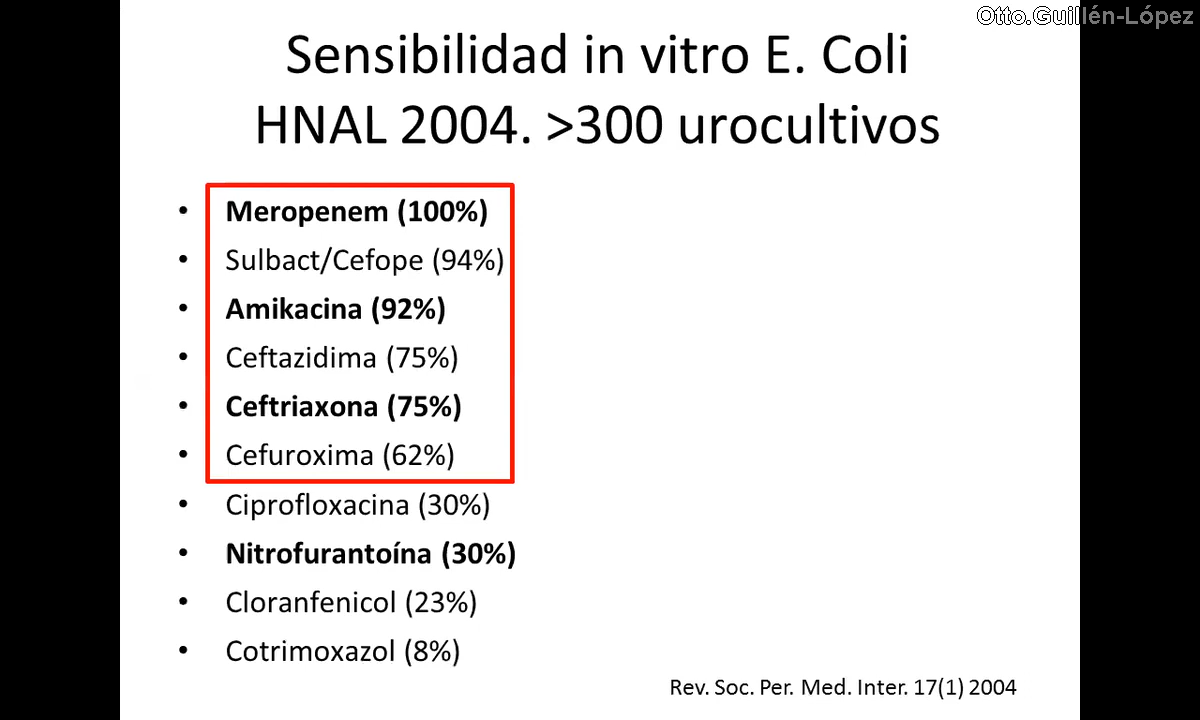 Otto.Guillén-López
Sensibilidad in vitro E. Coli
HNAL 2004. >300 urocultivos
• Meropenem (100%)
• Sulbact/Cefope (94%)
• Amikacina (92%)
• Ceftazidima (75%)
• Ceftriaxona (75%)
• Cefuroxima (62%)
• Ciprofloxacina (30%)
• Nitrofurantoína (30%)
• Cloranfenicol (23%)
• Cotrimoxazol (8%)
Rev. Soc. Per. Med. Inter. 17(1) 2004